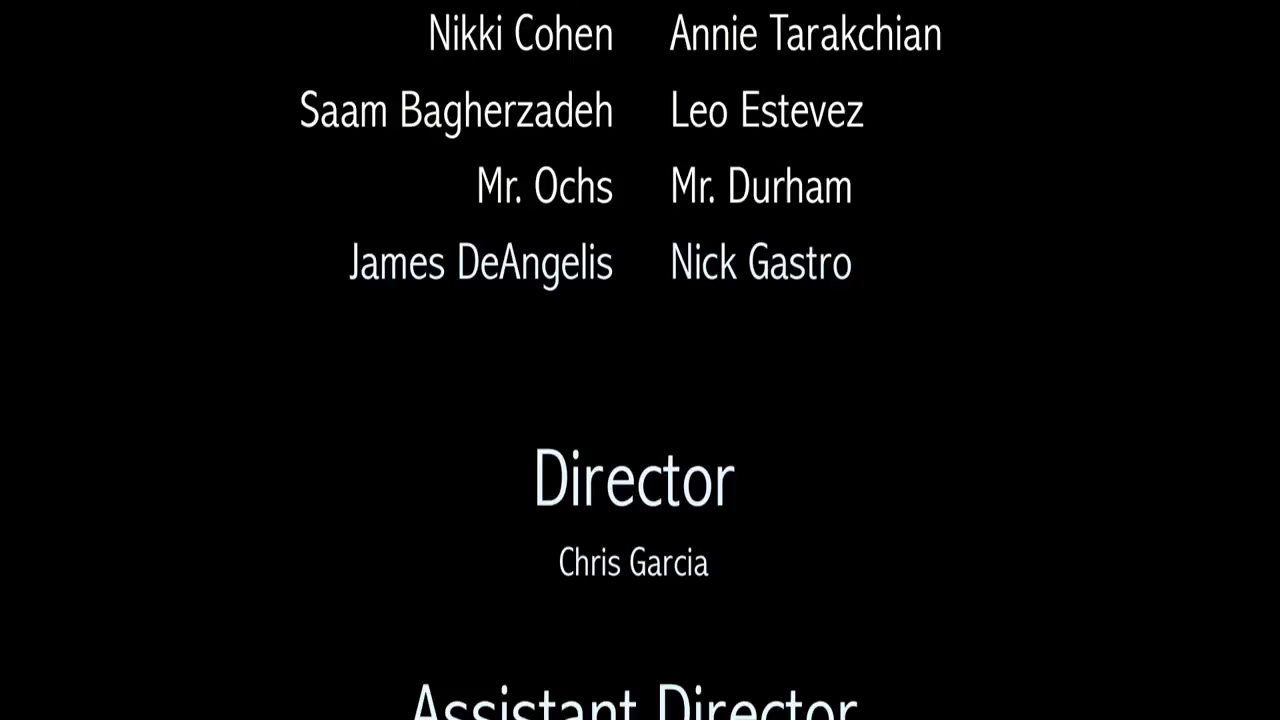 Nikki Cohen Annie Tarakchian
Saam Bagherzadeh Leo Estevez
Mr. Ochs Mr. Durham
James DeAngelis Nick Gastro
Director
Chris Garcia
Assistant Director